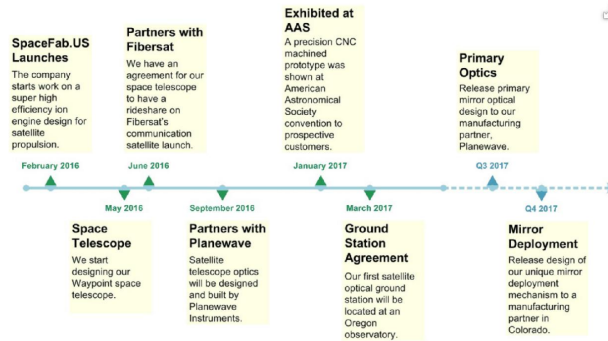 SpaceFab.US
Launches
The company
starts work on a
super high
efficiency ion
engine design for
satellite
propulsion.
February 2016
Partners with
Fibersat
We have an
agreement for our
space telescope
to have a
rideshare on
Fibersat's
communication
satellite launch.
June 2016
Exhibited at
AAS
A precision CNC
machined
prototype was
shown at
American
Astronomical
Society
convention to
prospective
customers.
January 2017
Primary
Optics
Release primary
mirror optical
design to our
manufacturing
partner,
Planewave.
Q3 2017
May 2016
Space
Telescope
We start
designing our
Waypoint space
telescope.
September 2016
Partners with
Planewave
Satellite
telescope optics
will be designed
and built by
Planewave
Instruments.
March 2017
Ground
Station
Agreement
Our first satellite
optical ground
station will be
located at an
Oregon
observatory.
Q4 2017
Mirror
Deployment
Release design of
our unique mirror
deployment
mechanism to a
manufacturing
partner in
Colorado.